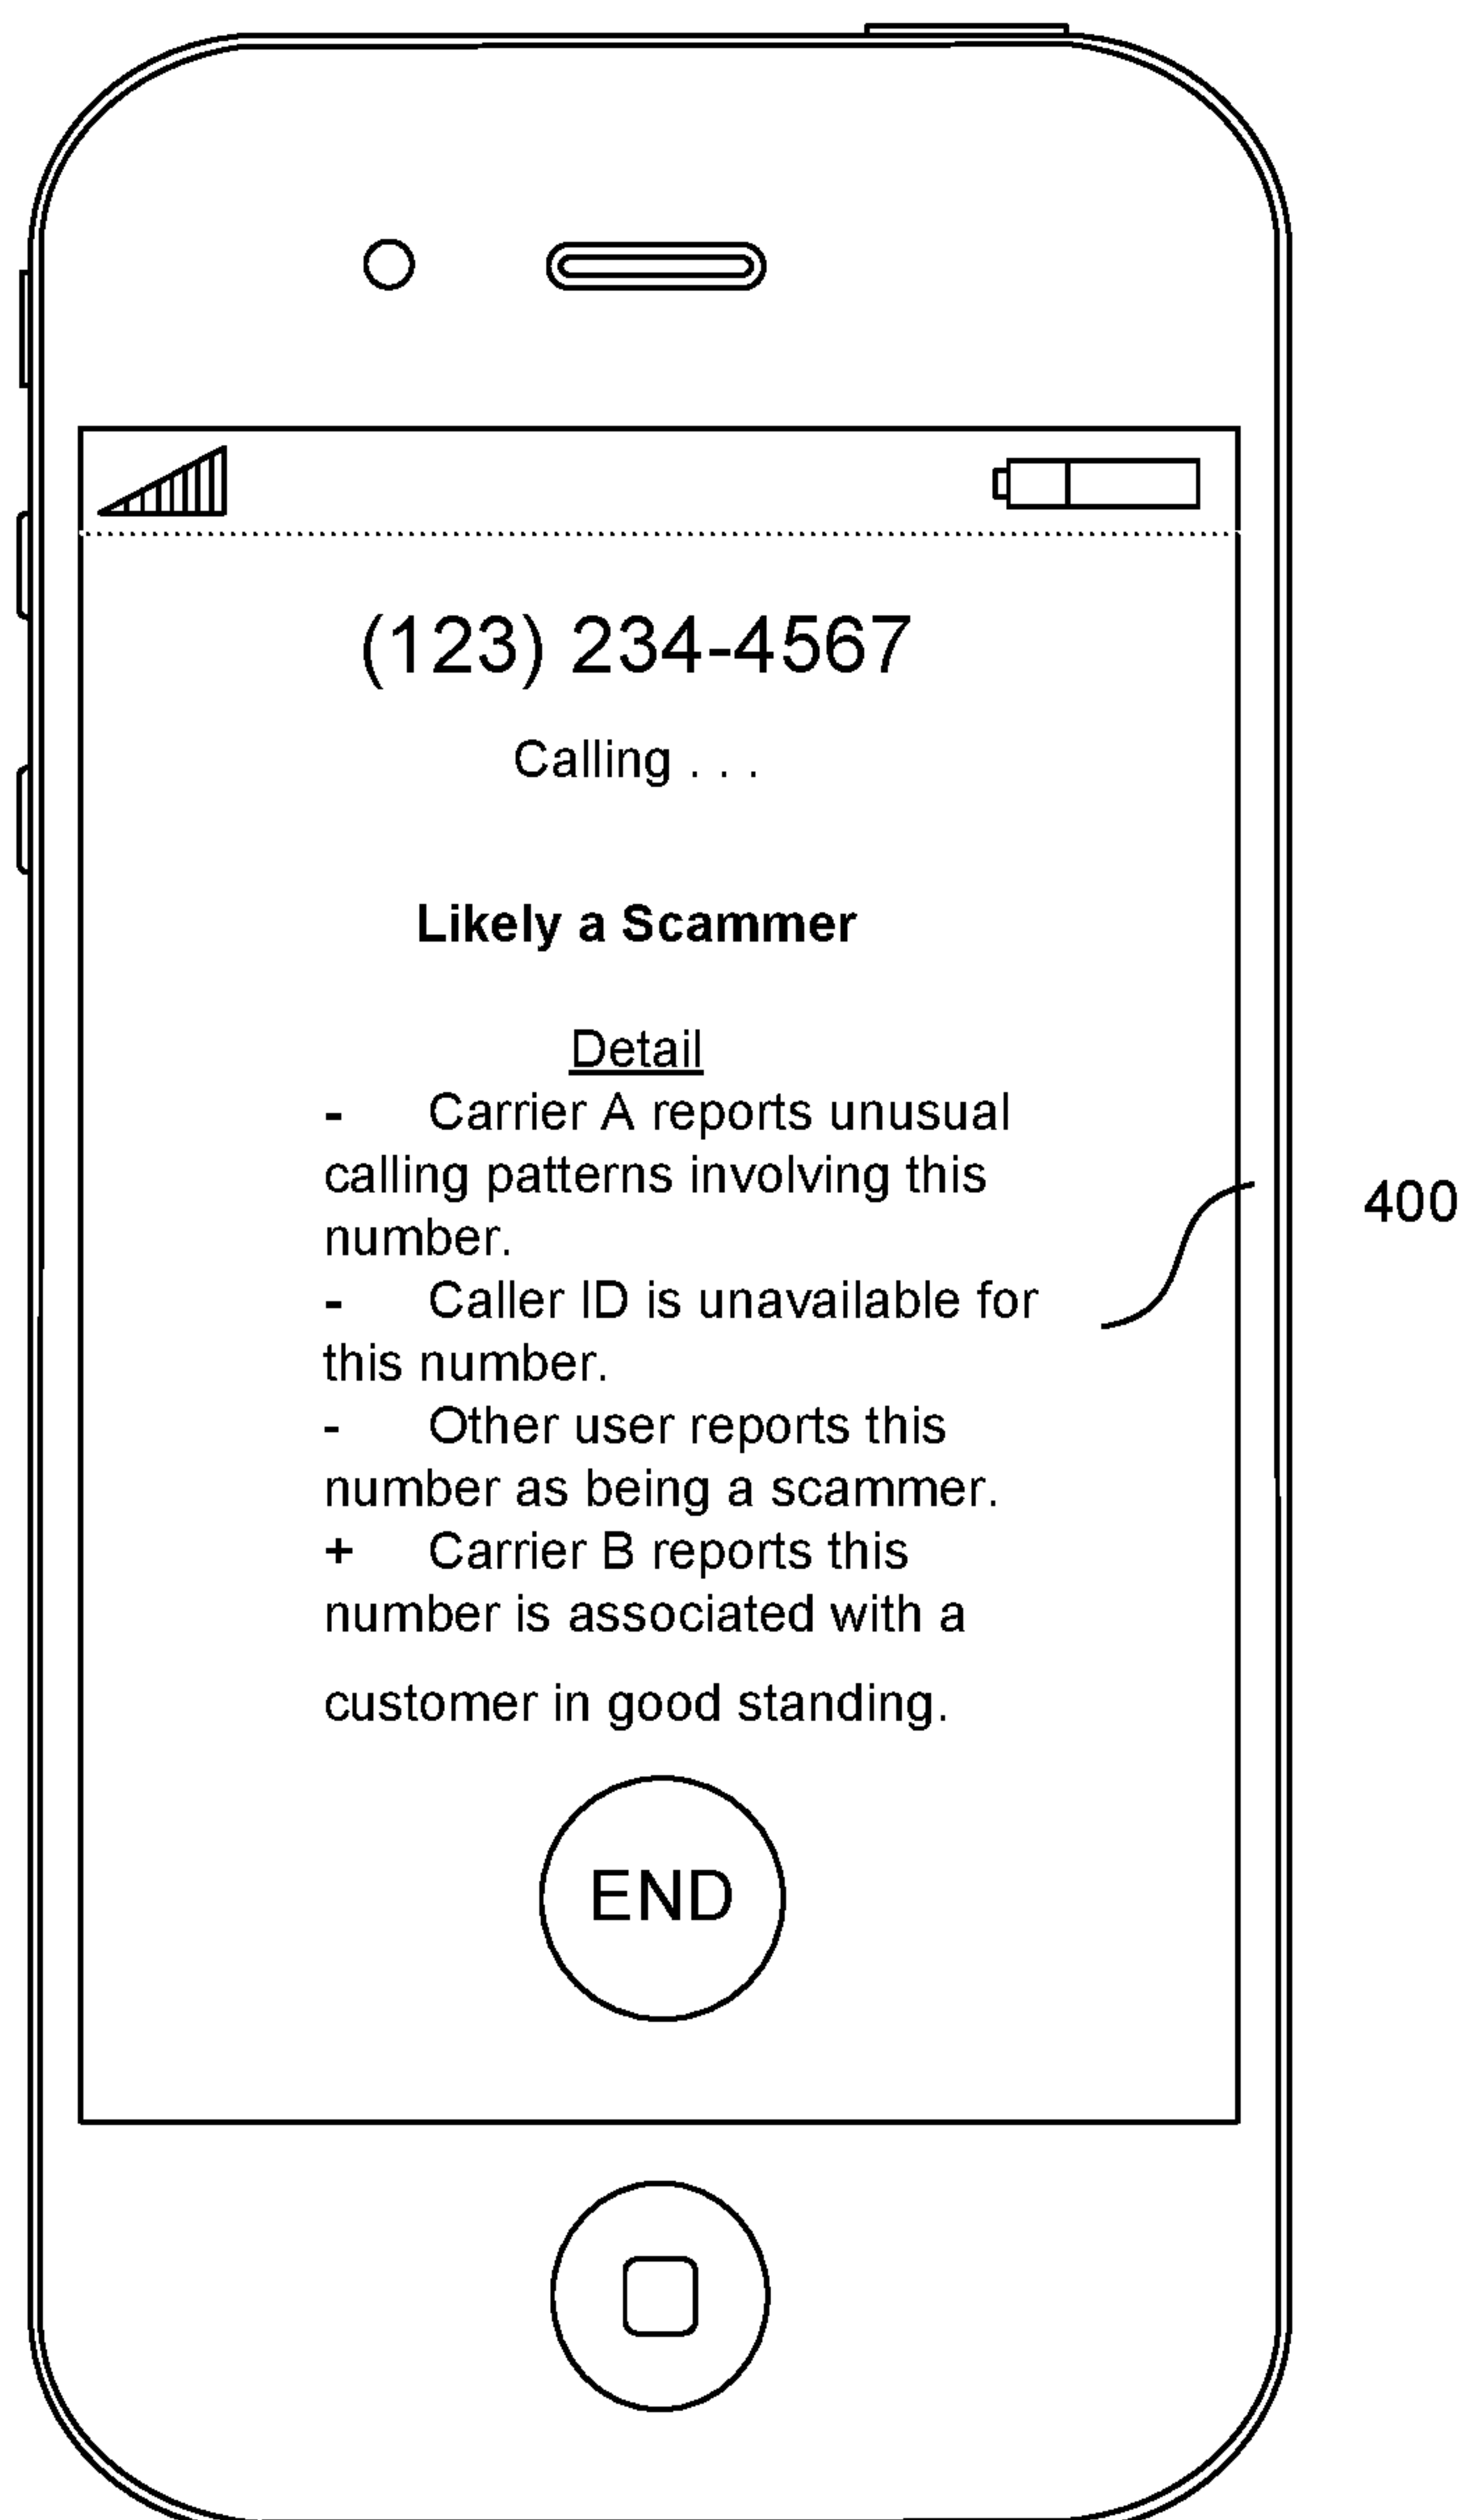 (123) 234-4567
Calling . . .
Likely a Scammer
Detail
- Carrier A reports unusual
calling patterns involving this
number.
- Caller ID is unavailable for
this number.
- Other user reports this
number as being a scammer.
+ Carrier B reports this
number is associated with a
customer in good standing.
END
400